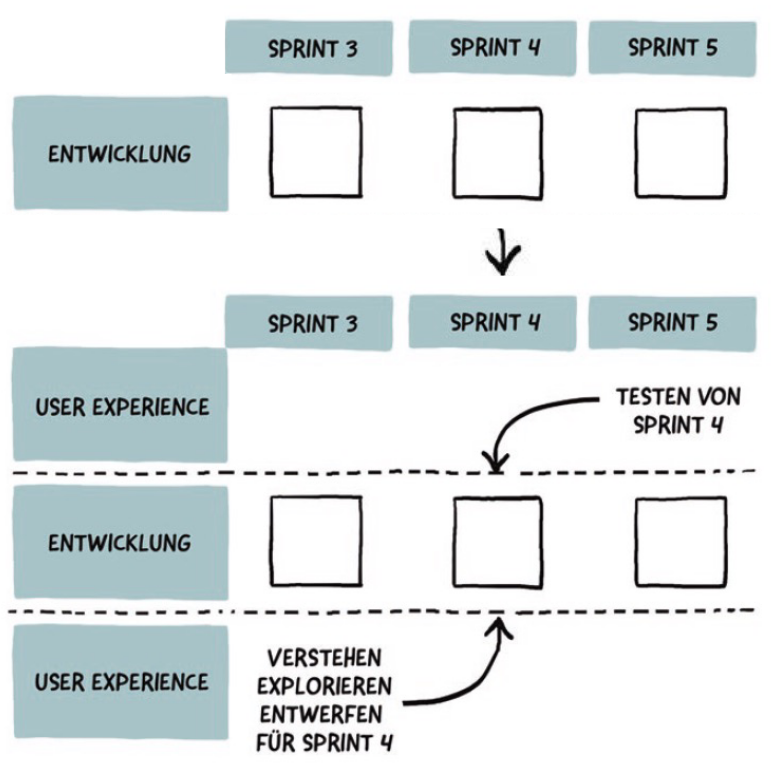 SPRINT 3
SPRINT 4
SPRINT 5
ENTWICKLUNG
SPRINT 3
SPRINT 4
SPRINT 5
USER EXPERIENCE
TESTEN VON
SPRINT 4
ENTWICKLUNG
USER EXPERIENCE
VERSTEHEN
EXPLORIEREN
ENTWERFEN
FÜR SPRINT 4